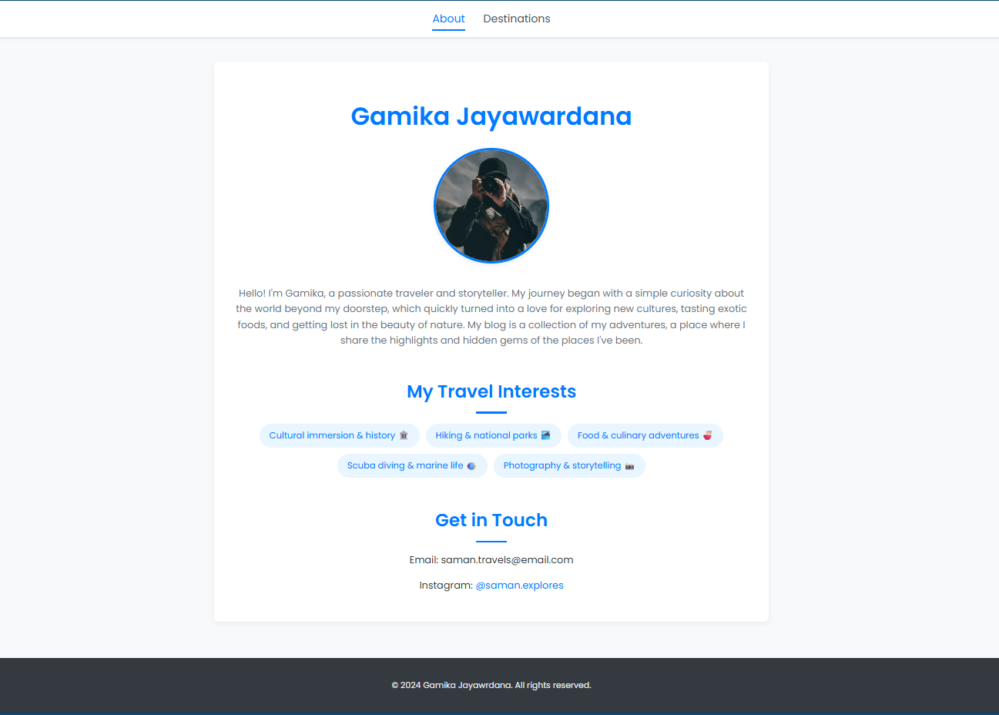 About Destinations
Gamika Jayawardana
Hello! I'm Gamika, a passionate traveler and storyteller. My journey began with a simple curiosity about
the world beyond my doorstep, which quickly turned into a love for exploring new cultures, tasting exotic
foods, and getting lost in the beauty of nature. My blog is a collection of my adventures, a place where I
share the highlights and hidden gems of the places I've been.
My Travel Interests
Cultural immersion & history 🏛️ Hiking & national parks 🏞️ Food & culinary adventures 🍜
Scuba diving & marine life 🐠 Photography & storytelling 📸
Get in Touch
Email: saman.travels@email.com
Instagram: @saman.explores
© 2024 Gamika Jayawrdana. All rights reserved.